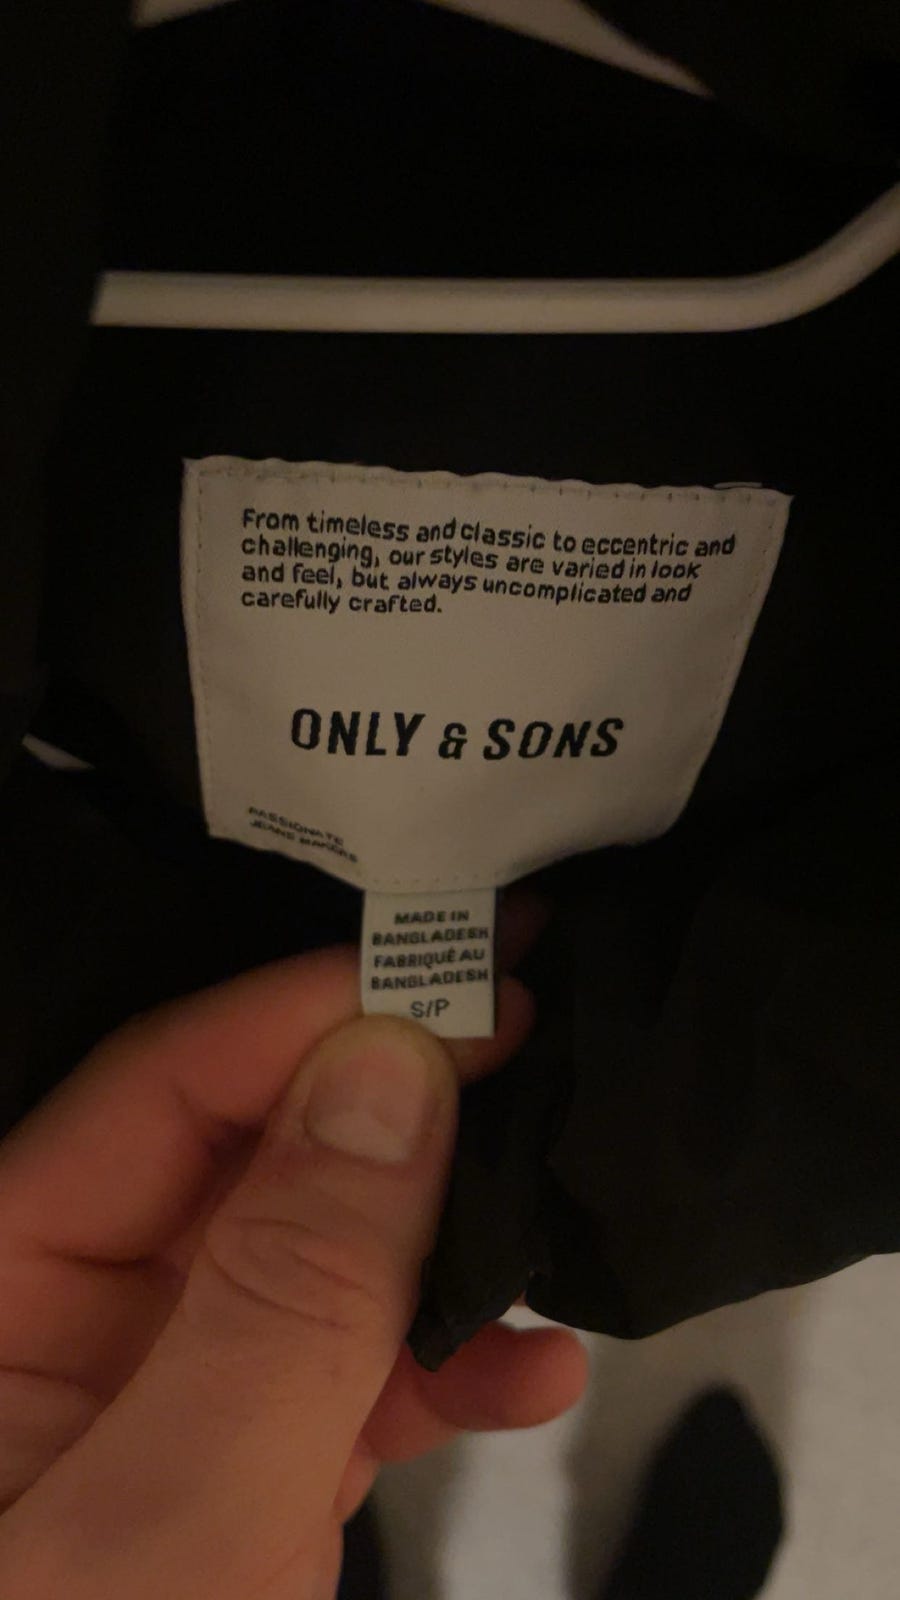 From timeless and classic to eccentric and
challenging, our styles are varied in look
and feel, but always uncomplicated and
carefully crafted.
ONLY & SONS
PASSIONATE
JEANS MAKERS
MADE IN
BANGLADESH
FABRIQUÉ AU
BANGLADESH
S/P